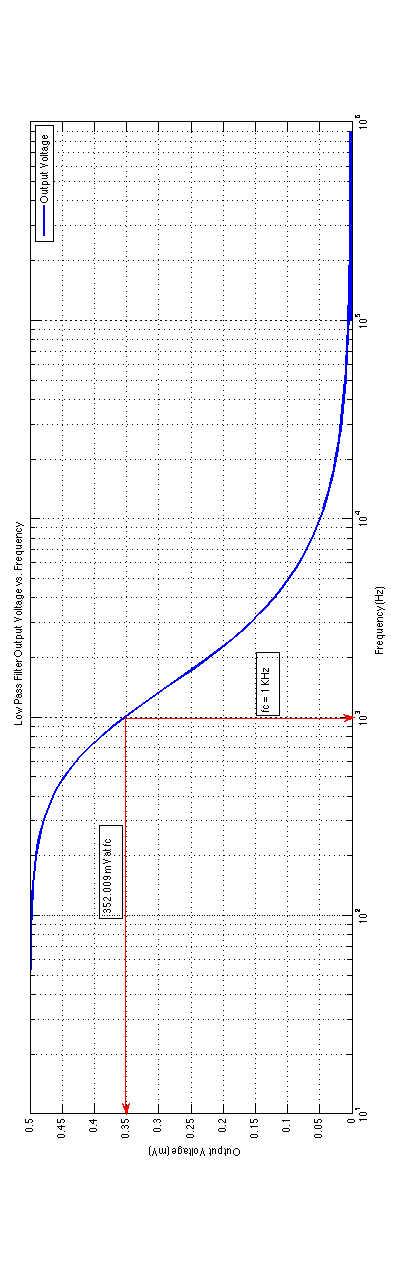 Low Pass Filter Output Voltage vs. Frequency
Output Voltage
0.5
0.45
0.4
0.35
0.3
0.25
0.2
0.15
0.1
0.05
0
Output Voltage(mV)
352.009 mV at fc
fc = 1 KHz
10^1
10^2
10^3
10^4
10^5
10^6
Frequency(Hz)